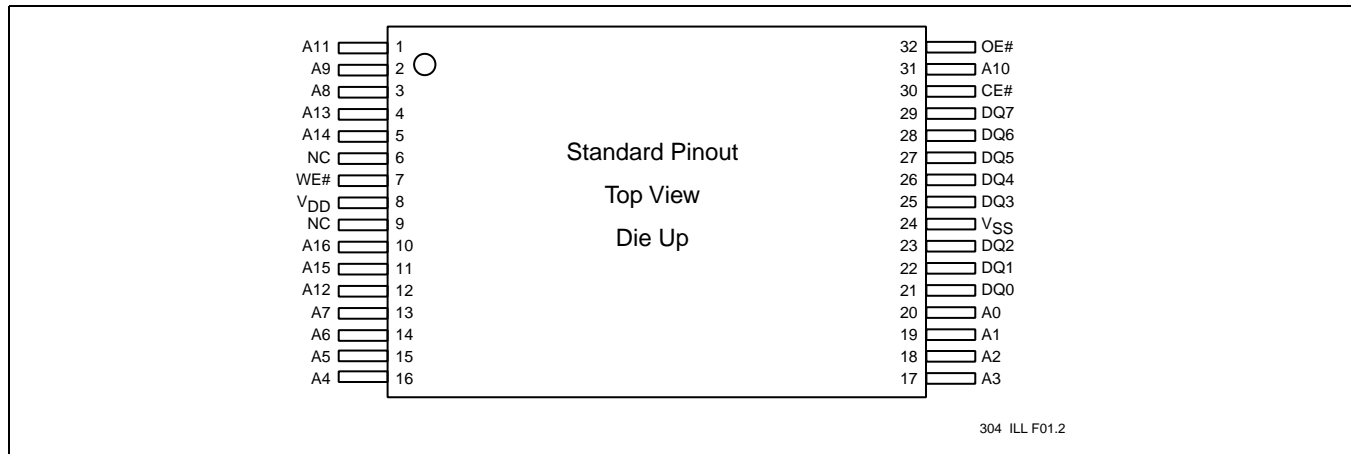 A11 1 32 OE#
A9 2 31 A10
A8 3 30 CE#
A13 4 29 DQ7
A14 5 28 DQ6
NC 6 27 DQ5
WE# 7 26 DQ4
VDD 8 25 DQ3
NC 9 24 VSS
A16 10 23 DQ2
A15 11 22 DQ1
A12 12 21 DQ0
A7 13 20 A0
A6 14 19 A1
A5 15 18 A2
A4 16 17 A3
Standard Pinout
Top View
Die Up
304 ILL F01.2